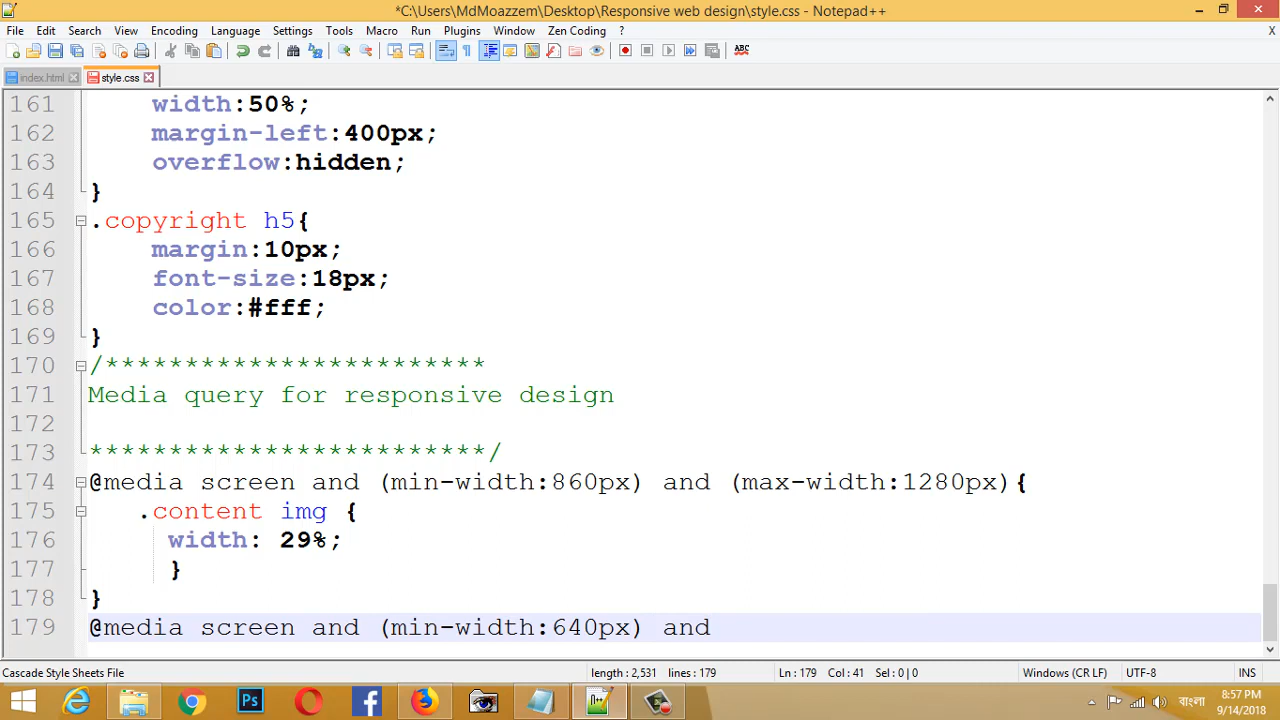 *C:\Users\MdMoazzem\Desktop\Responsive web design\style.css - Notepad++
File Edit Search View Encoding Language Settings Tools Macro Run Plugins Window Zen Coding ? X
ABC
index.html style.css
161 width:50%;
162 margin-left:400px;
163 overflow:hidden;
164 }
165 .copyright h5{
166 margin:10px;
167 font-size:18px;
168 color:#fff;
169 }
170 /************************
171 Media query for responsive design
172
173 *************************/
174 @media screen and (min-width:860px) and (max-width:1280px){
175 .content img {
176 width: 29%;
177 }
178 }
179 @media screen and (min-width:640px) and
Cascade Style Sheets File length : 2,531 lines : 179 Ln : 179 Col : 41 Sel : 0 | 0 Windows (CR LF) UTF-8 INS
Ps বাংলা 8:57 PM
9/14/2018